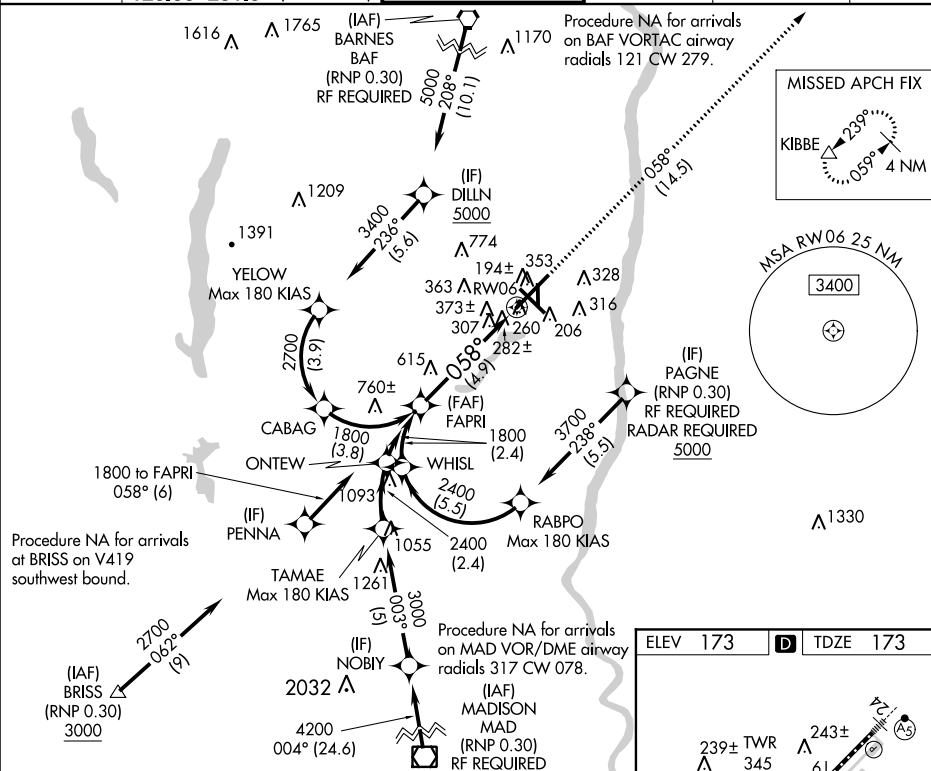 1616
1765
(IAF)
BARNES
BAF
(RNP 0.30)
RF REQUIRED
5000
208°
(10.1)
1170
Procedure NA for arrivals
on BAF VORTAC airway
radials 121 CW 279.
MISSED APCH FIX
KIBBE
239°
059°
4 NM
058°
(14.5)
(IF)
DILLN
5000
1209
3400
236°
(5.6)
1391
774
YELOW
Max 180 KIAS
363
RW06
194±
353
328
373±
307
260
206
316
282±
MSA RW06 25 NM
3400
2700
(3.9)
615
058°
(4.9)
760±
(FAF)
FAPRI
CABAG
1800
(3.8)
1800
(2.4)
(IF)
PAGNE
(RNP 0.30)
RF REQUIRED
RADAR REQUIRED
5000
3700
238°
(5.5)
ONTEW
WHISL
1800 to FAPRI
058° (6)
1093
2400
(5.5)
(IF)
PENNA
RABPO
Max 180 KIAS
1330
Procedure NA for arrivals
at BRISS on V419
southwest bound.
1055
2400
(2.4)
TAMAE
Max 180 KIAS
1261
3000
003°
(5)
2700
062°
(9)
(IF)
NOBIY
Procedure NA for arrivals
on MAD VOR/DME airway
radials 317 CW 078.
(IAF)
BRISS
(RNP 0.30)
3000
2032
(IAF)
MADISON
MAD
(RNP 0.30)
RF REQUIRED
4200
004° (24.6)
ELEV 173 D TDZE 173
24
A5
P
239±
TWR
345
243±
61